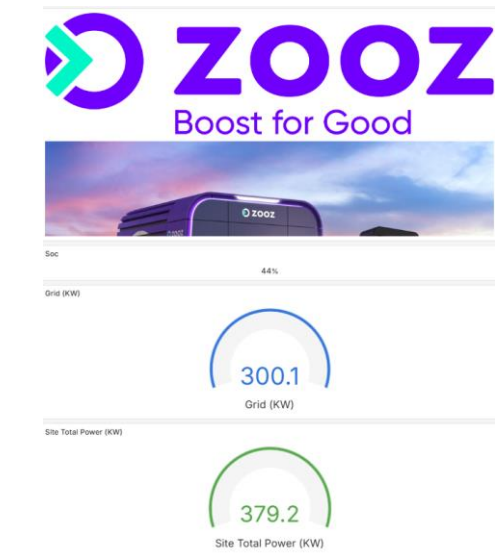 ZOOZ
Boost for Good
ZOOZ
ZOOZ
Soc
44%
Grid (KW)
300.1
Grid (KW)
Site Total Power (KW)
379.2
Site Total Power (KW)